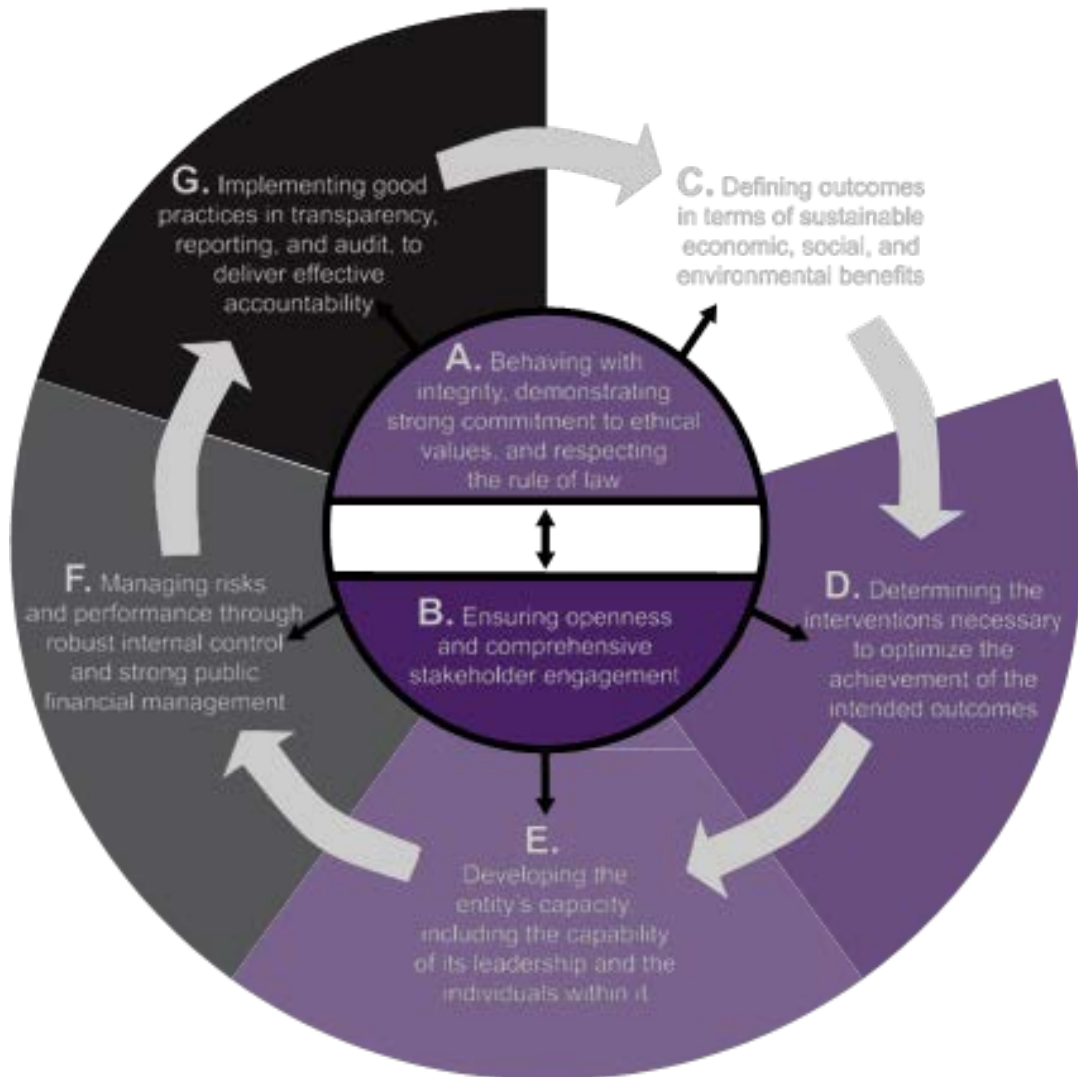 A. Behaving with
integrity, demonstrating
strong commitment to ethical
values, and respecting
the rule of law
B. Ensuring openness
and comprehensive
stakeholder engagement
C. Defining outcomes
in terms of sustainable
economic, social, and
environmental benefits
D. Determining the
interventions necessary
to optimize the
achievement of the
intended outcomes
E.
Developing the
entity's capacity,
including the capability
of its leadership and the
individuals within it
F. Managing risks
and performance through
robust internal control
and strong public
financial management
G. Implementing good
practices in transparency,
reporting, and audit, to
deliver effective
accountability